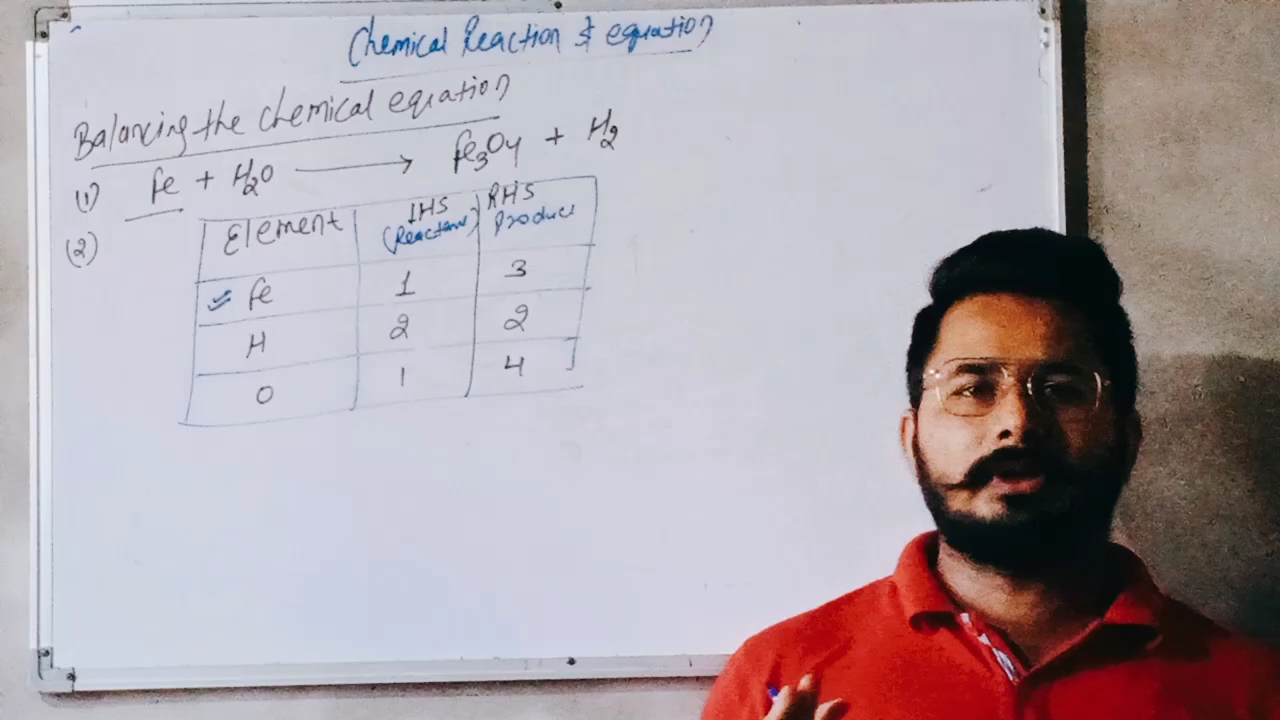 Chemical Reaction & equation
Balancing the chemical equation
(1) Fe + H2O ⟶ Fe3O4 + H2
(2)
Element LHS RHS
(Reactant) Product
Fe 1 3
H 2 2
O 1 4